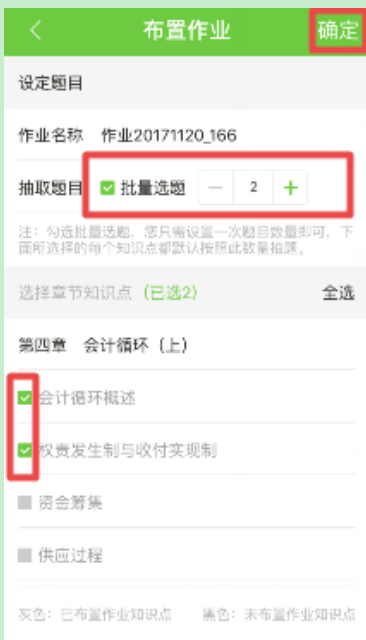 布置作业 确定
设定题目
作业名称 作业20171120_166
抽取题目 批量选题 — 2 +
注：勾选批量选题，您只需设置一次题目数量即可，下
面所选择的每个知识点都默认按照此数量抽题。
选择章节知识点（已选2） 全选
第四章 会计循环（上）
会计循环概述
权责发生制与收付实现制
资金筹集
供应过程
灰色：已布置作业知识点 黑色：未布置作业知识点